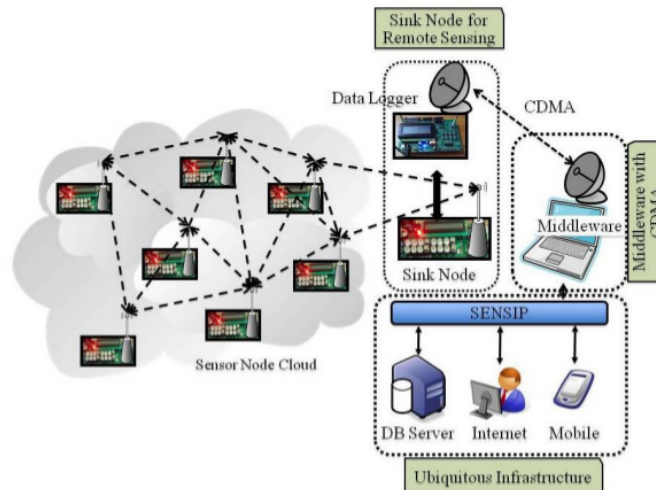 Sink Node for
Remote Sensing
Data Logger
CDMA
Middleware
Middleware with
CDMA
Sink Node
SENSIP
Sensor Node Cloud
DB Server
Internet
Mobile
Ubiquitous Infrastructure